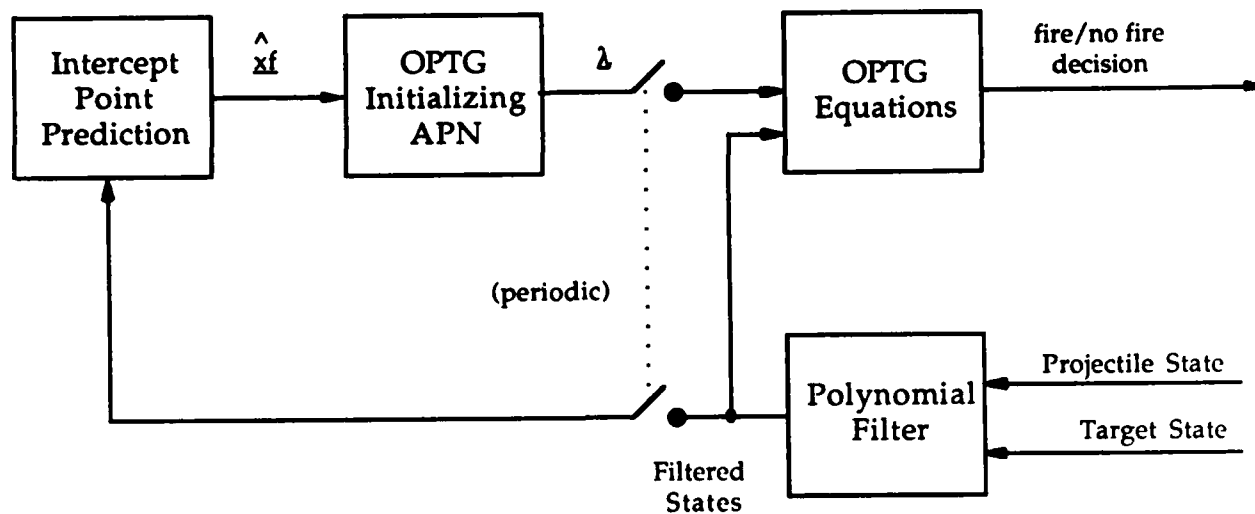 Intercept
Point
Prediction
x̂f
OPTG
Initializing
APN
λ
OPTG
Equations
fire/no fire
decision
(periodic)
Polynomial
Filter
Projectile State
Target State
Filtered
States